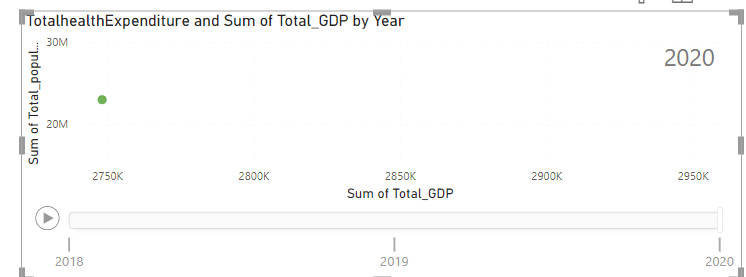 TotalhealthExpenditure and Sum of Total_GDP by Year
2020
Sum of Total_popul...
30M
20M
2750K 2800K 2850K 2900K 2950K
Sum of Total_GDP
2018 2019 2020